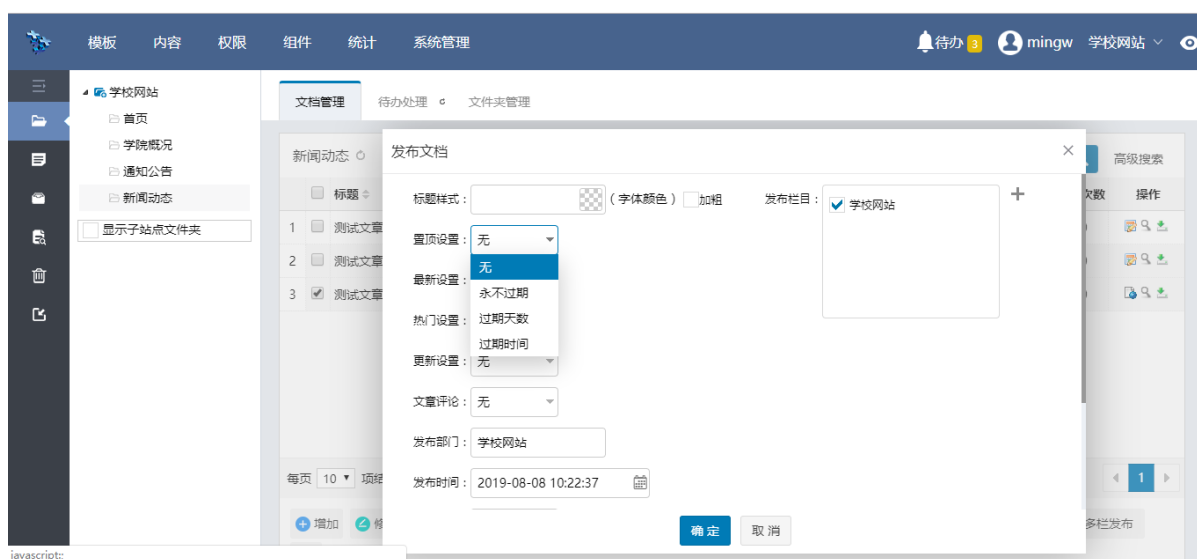 模板 内容 权限 组件 统计 系统管理 待办 3 mingw 学校网站
学校网站
首页
学院概况
通知公告
新闻动态
显示子站点文件夹
文档管理 待办处理 文件夹管理
新闻动态 高级搜索
标题 次数 操作
1 测试文章
2 测试文章
3 测试文章
发布文档
标题样式： （字体颜色） 加粗 发布栏目： 学校网站
置顶设置： 无
无
最新设置：
永不过期
过期天数
热门设置：
过期时间
更新设置： 无
文章评论： 无
发布部门： 学校网站
发布时间： 2019-08-08 10:22:37
确定 取消
每页 10 项结
1
增加 多栏发布
javascript:;